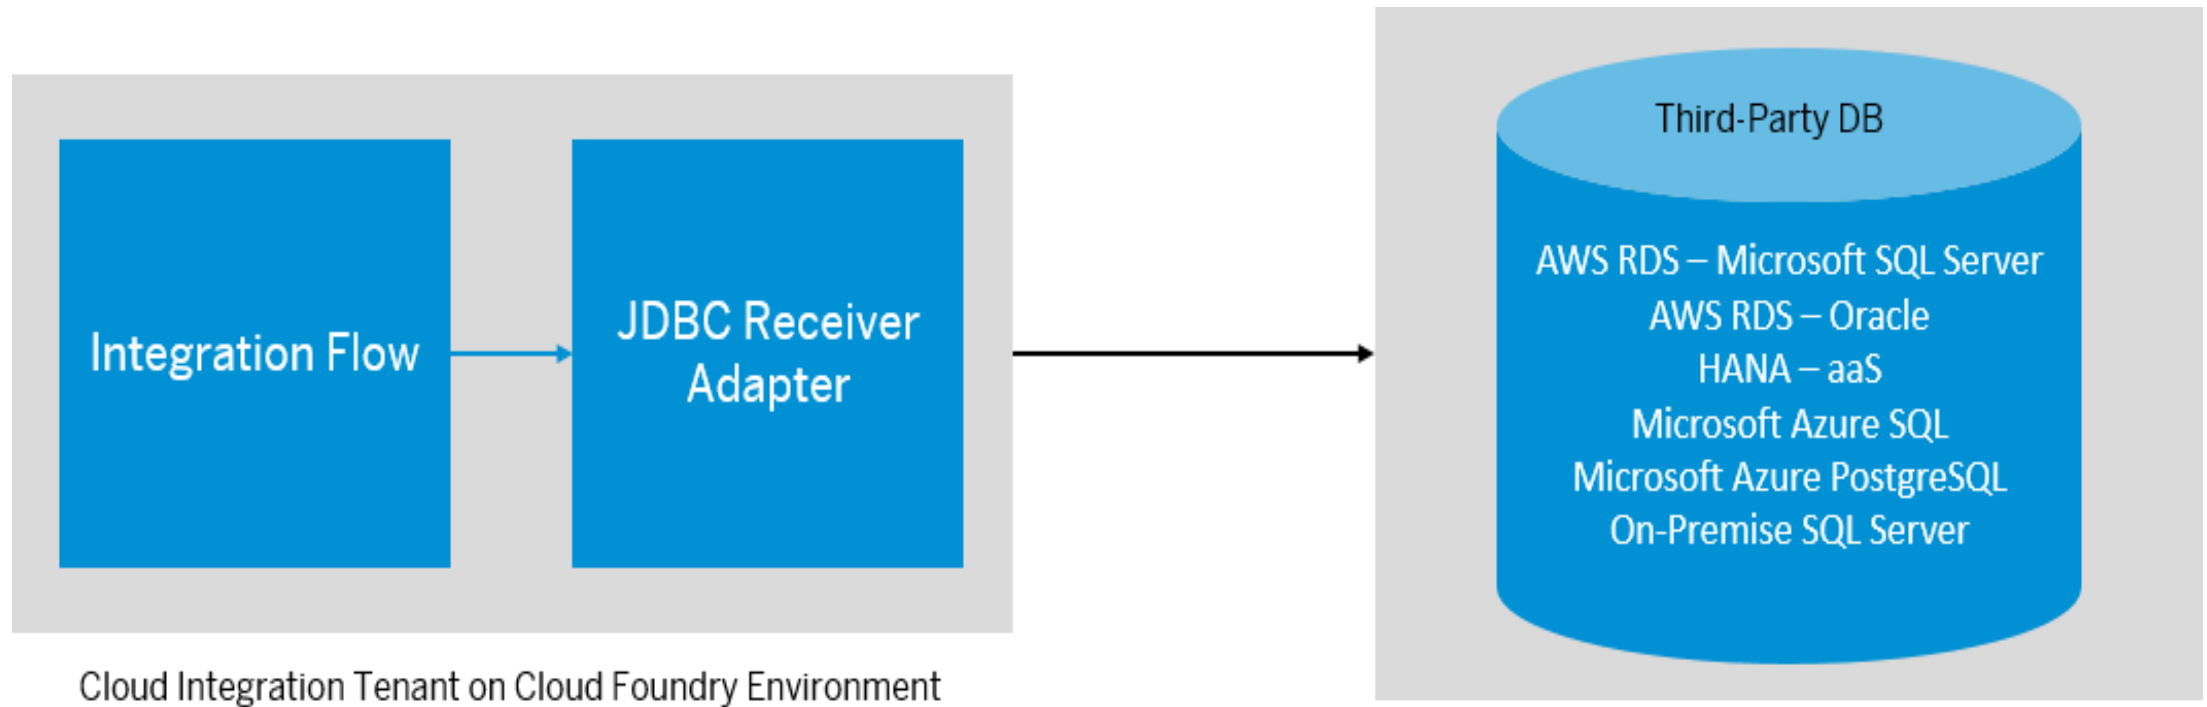 Integration Flow
JDBC Receiver
Adapter
Cloud Integration Tenant on Cloud Foundry Environment
Third-Party DB
AWS RDS – Microsoft SQL Server
AWS RDS – Oracle
HANA – aaS
Microsoft Azure SQL
Microsoft Azure PostgreSQL
On-Premise SQL Server